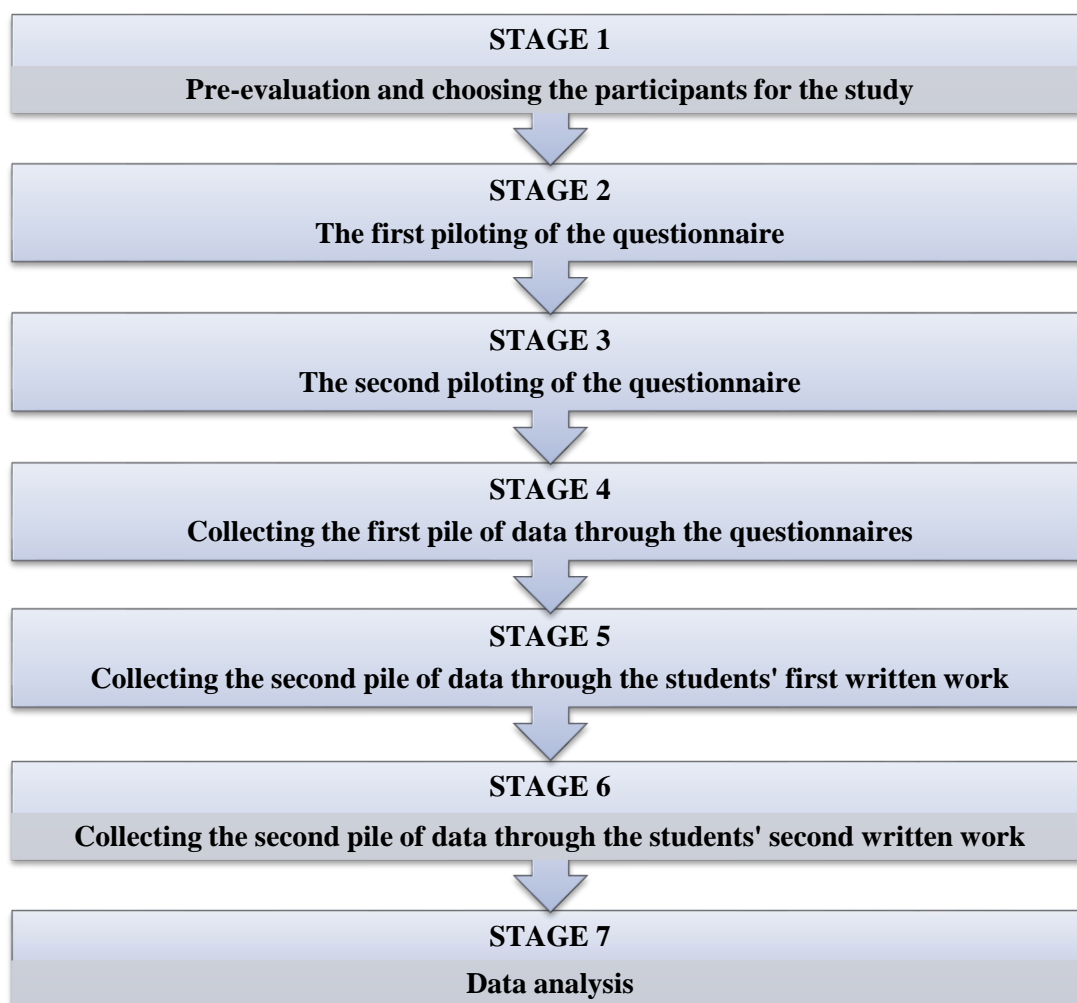 STAGE 1
Pre-evaluation and choosing the participants for the study
STAGE 2
The first piloting of the questionnaire
STAGE 3
The second piloting of the questionnaire
STAGE 4
Collecting the first pile of data through the questionnaires
STAGE 5
Collecting the second pile of data through the students' first written work
STAGE 6
Collecting the second pile of data through the students' second written work
STAGE 7
Data analysis